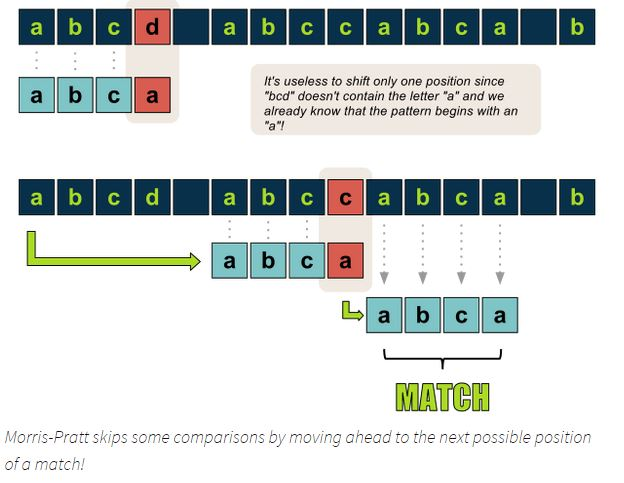 a b c d a b c c a b c a b
a b c a
It's useless to shift only one position since
"bcd" doesn't contain the letter "a" and we
already know that the pattern begins with an
"a"!
a b c d a b c c a b c a b
a b c a
a b c a
MATCH
Morris-Pratt skips some comparisons by moving ahead to the next possible position
of a match!